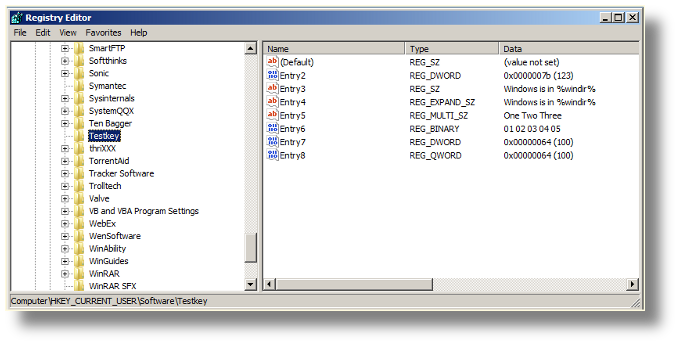 Registry Editor
File Edit View Favorites Help
SmartFTP
Softthinks
Sonic
Symantec
Sysinternals
SystemQQX
Ten Bagger
Testkey
thriXXX
TorrentAid
Tracker Software
Trolltech
Valve
VB and VBA Program Settings
WebEx
WenSoftware
WinAbility
WinGuides
WinRAR
WinRAR SFX
Name Type Data
(Default) REG_SZ (value not set)
Entry2 REG_DWORD 0x0000007b (123)
Entry3 REG_SZ Windows is in %windir%
Entry4 REG_EXPAND_SZ Windows is in %windir%
Entry5 REG_MULTI_SZ One Two Three
Entry6 REG_BINARY 01 02 03 04 05
Entry7 REG_DWORD 0x00000064 (100)
Entry8 REG_QWORD 0x00000064 (100)
Computer\HKEY_CURRENT_USER\Software\Testkey